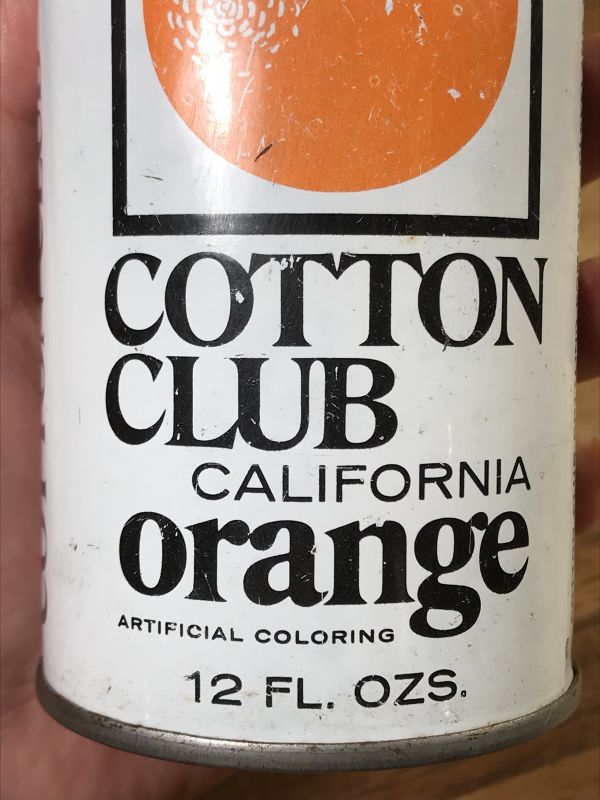 COTTON
CLUB
CALIFORNIA
orange
ARTIFICIAL COLORING
12 FL. OZS.